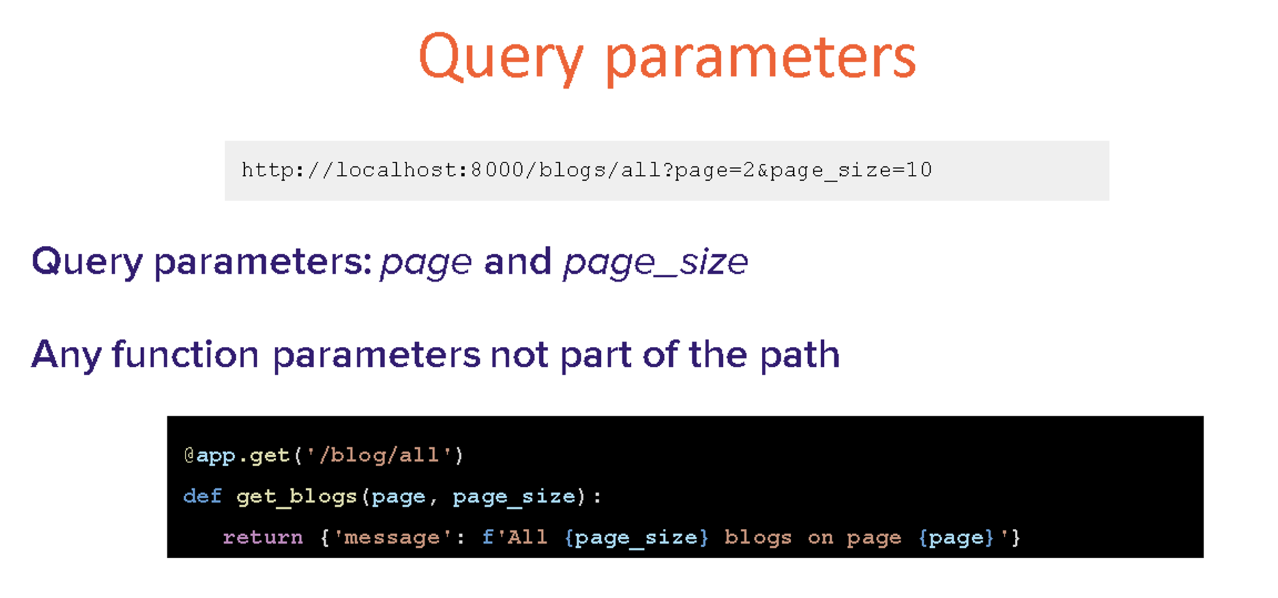 Query parameters
http://localhost:8000/blogs/all?page=2&page_size=10
Query parameters: page and page_size
Any function parameters not part of the path
@app.get('/blog/all')
def get_blogs(page, page_size):
   return {'message': f'All {page_size} blogs on page {page}'}